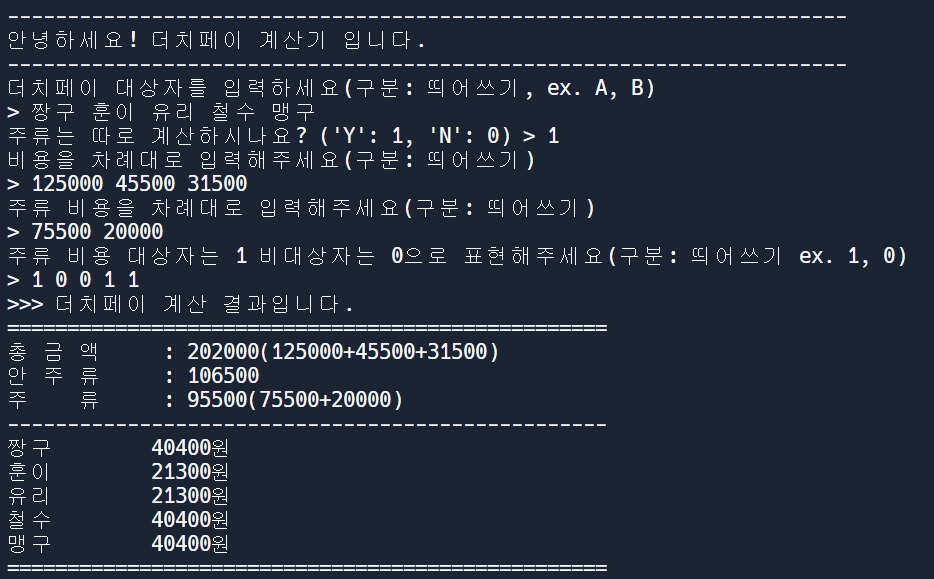 ----------------------------------------------------------------------
안녕하세요! 더치페이 계산기 입니다.
----------------------------------------------------------------------
더치페이 대상자를 입력하세요(구분: 띄어쓰기, ex. A, B)
> 짱구 훈이 유리 철수 맹구
주류는 따로 계산하시나요? ('Y': 1, 'N': 0) > 1
비용을 차례대로 입력해주세요(구분: 띄어쓰기)
> 125000 45500 31500
주류 비용을 차례대로 입력해주세요(구분: 띄어쓰기)
> 75500 20000
주류 비용 대상자는 1 비대상자는 0으로 표현해주세요(구분: 띄어쓰기 ex. 1, 0)
> 1 0 0 1 1
>>> 더치페이 계산 결과입니다.
==================================================
총 금 액 : 202000(125000+45500+31500)
안 주 류 : 106500
주 류 : 95500(75500+20000)
--------------------------------------------------
짱구 40400원
훈이 21300원
유리 21300원
철수 40400원
맹구 40400원
==================================================